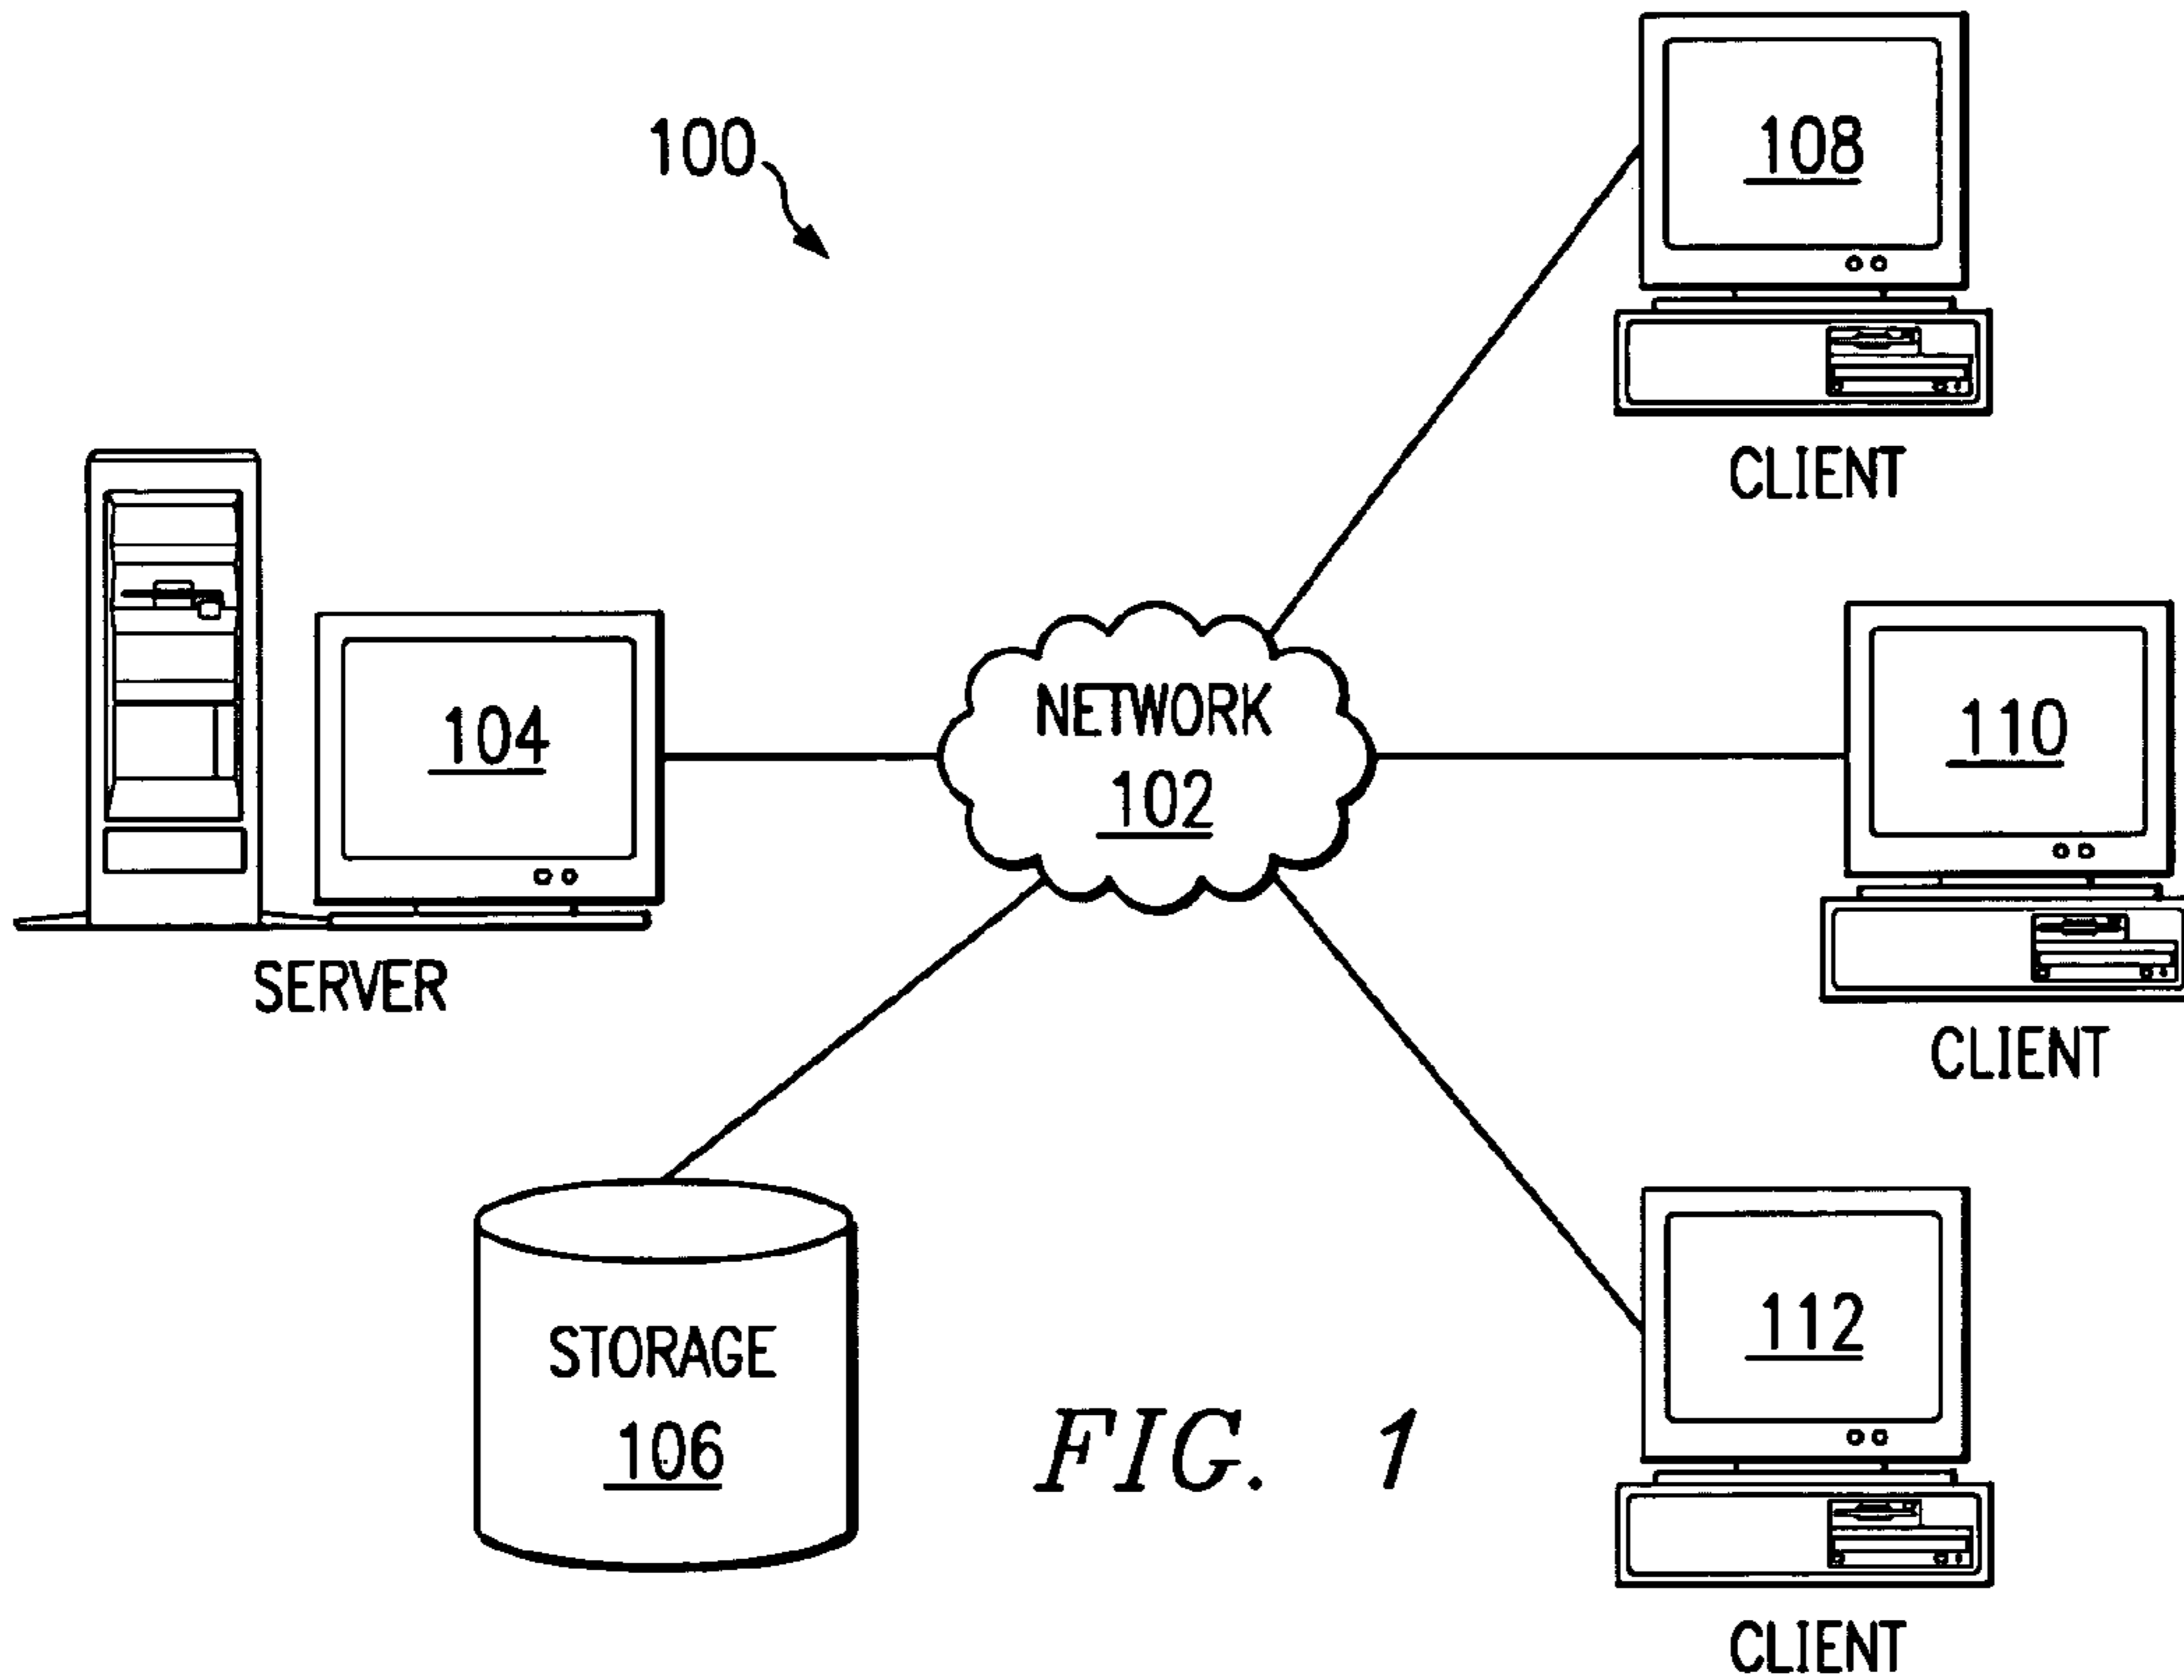 100
108
CLIENT
104
SERVER
NETWORK
102
110
CLIENT
STORAGE
106
112
CLIENT
FIG. 1